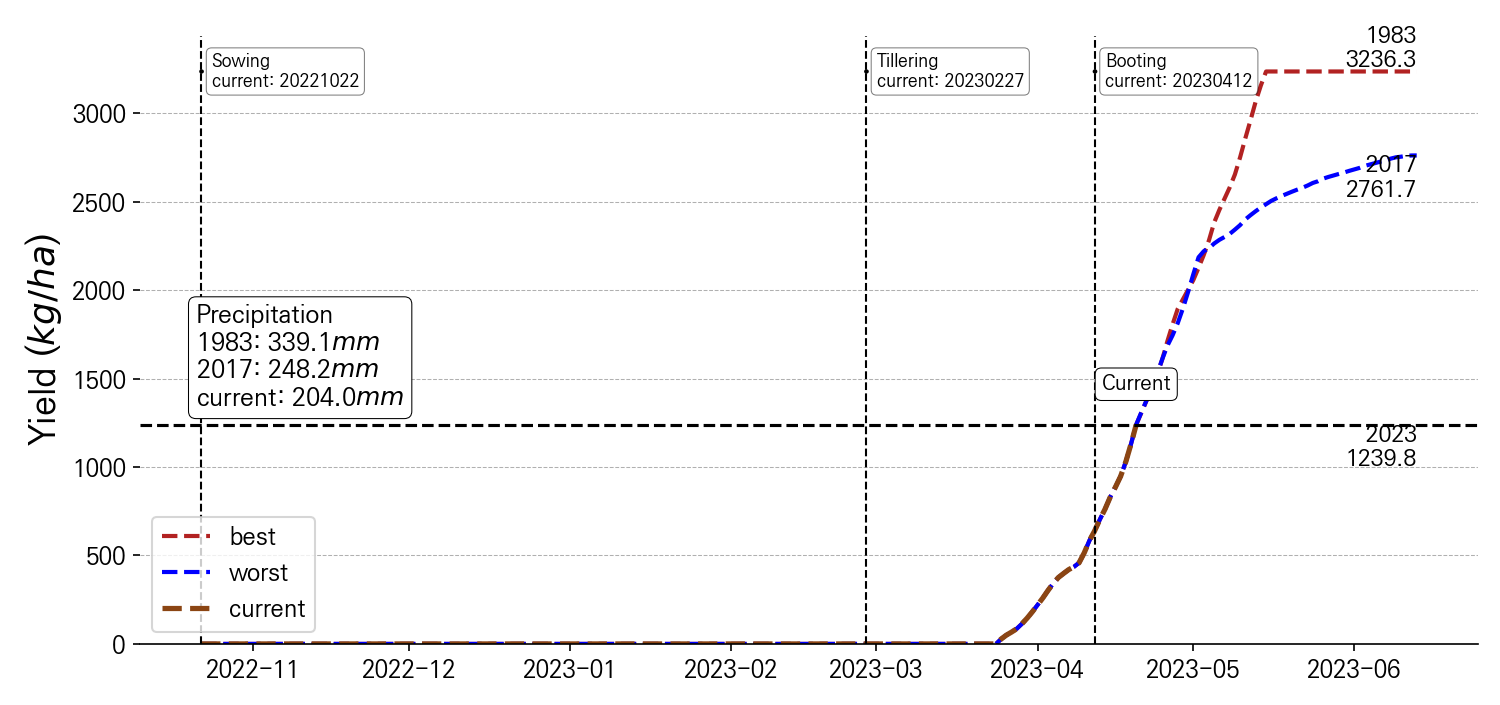 1983
3236.3
Sowing
current: 20221022
Tillering
current: 20230227
Booting
current: 20230412
3000
2017
2761.7
2500
2000
Precipitation
1983: 339.1mm
2017: 248.2mm
current: 204.0mm
Yield (kg/ha)
1500
Current
2023
1239.8
1000
500
0
best
worst
current
2022-11
2022-12
2023-01
2023-02
2023-03
2023-04
2023-05
2023-06